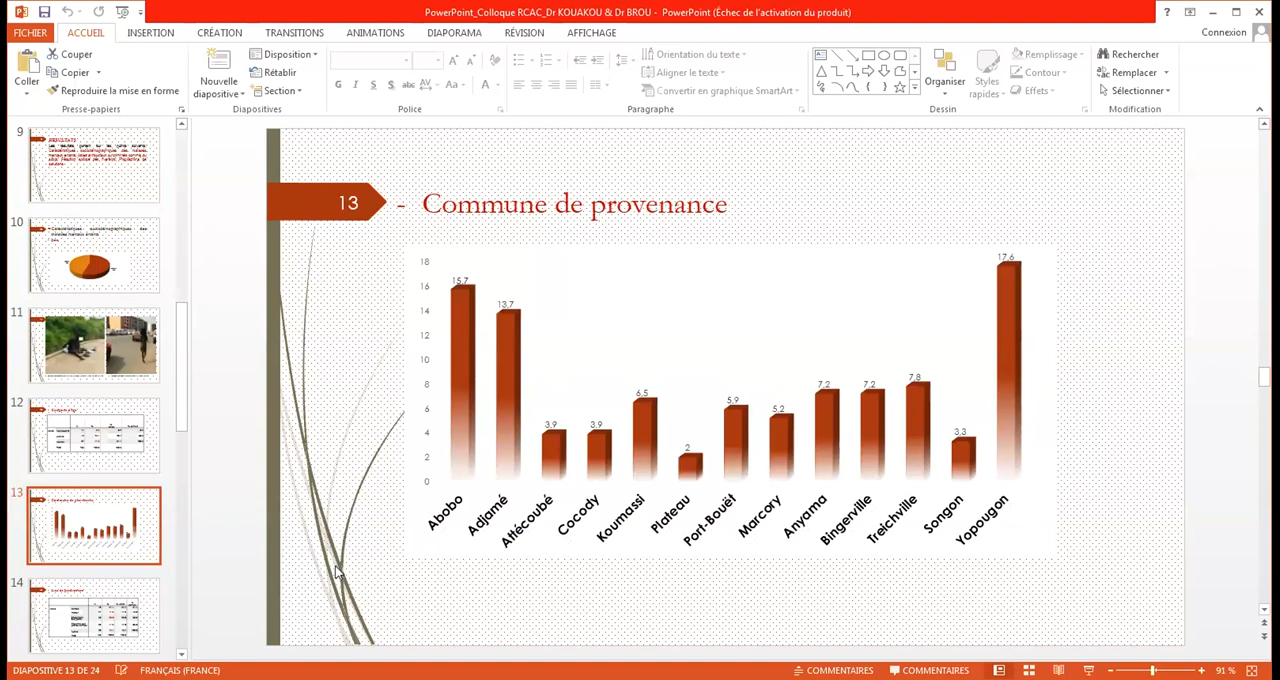 PowerPoint_Colloque RCAC_Dr KOUAKOU & Dr BROU - PowerPoint (Échec de l'activation du produit)
FICHIER ACCUEIL INSERTION CRÉATION TRANSITIONS ANIMATIONS DIAPORAMA RÉVISION AFFICHAGE Connexion
Coller
Couper
Copier
Reproduire la mise en forme
Presse-papiers
Nouvelle
diapositive
Disposition
Rétablir
Section
Diapositives
G I S S abc AV Aa A
Police
Orientation du texte
Aligner le texte
Convertir en graphique SmartArt
Paragraphe
Organiser
Styles
rapides
Remplissage
Contour
Effets
Dessin
Rechercher
Remplacer
Sélectionner
Modification
9
RESULTATS
10
11
12
13
14
13
- Commune de provenance
18
16
14
12
10
8
6
4
2
0
15,7
13,7
3,9
3,9
6,5
2
5,9
5,2
7,2
7,2
7,8
3,3
17,6
Abobo
Adjamé
Attécoubé
Cocody
Koumassi
Plateau
Port-Bouët
Marcory
Anyama
Bingerville
Treichville
Songon
Yopougon
DIAPOSITIVE 13 DE 24 FRANÇAIS (FRANCE) COMMENTAIRES COMMENTAIRES 91 %